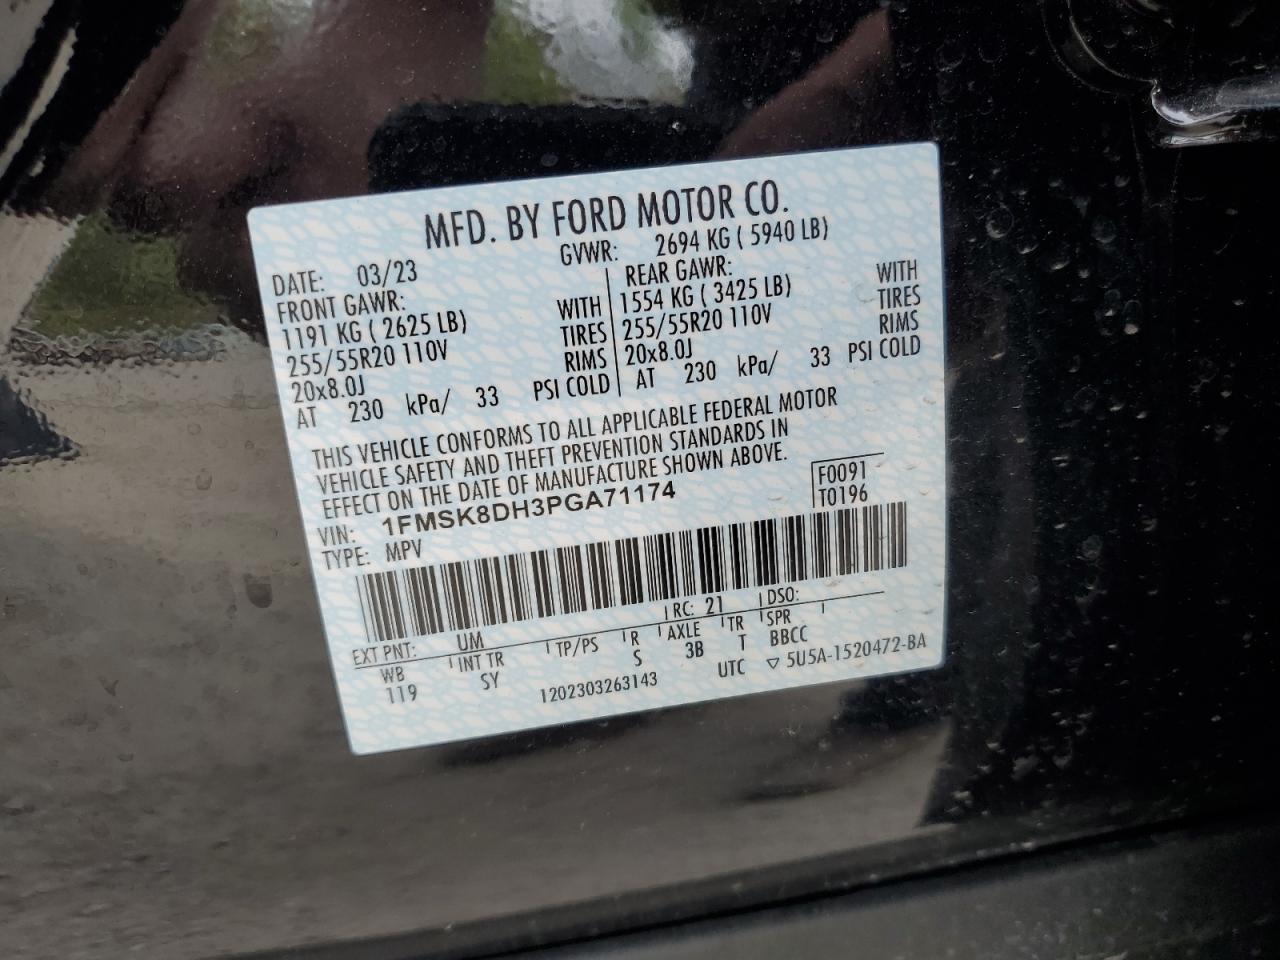 MFD. BY FORD MOTOR CO.
DATE: 03/23 GVWR: 2694 KG ( 5940 LB)
FRONT GAWR: REAR GAWR:
1191 KG ( 2625 LB) WITH 1554 KG ( 3425 LB) WITH
255/55R20 110V TIRES 255/55R20 110V TIRES
20x8.0J RIMS 20x8.0J RIMS
AT 230 kPa/ 33 PSI COLD AT 230 kPa/ 33 PSI COLD
THIS VEHICLE CONFORMS TO ALL APPLICABLE FEDERAL MOTOR
VEHICLE SAFETY AND THEFT PREVENTION STANDARDS IN
EFFECT ON THE DATE OF MANUFACTURE SHOWN ABOVE.
VIN: 1FMSK8DH3PGA71174 F0091
TYPE: MPV T0196
EXT PNT: UM RC: 21 DSO:
WB INT TR TP/PS R AXLE TR SPR
119 SY S 3B T BBCC
1202303263143 UTC ▽ 5U5A-1520472-BA